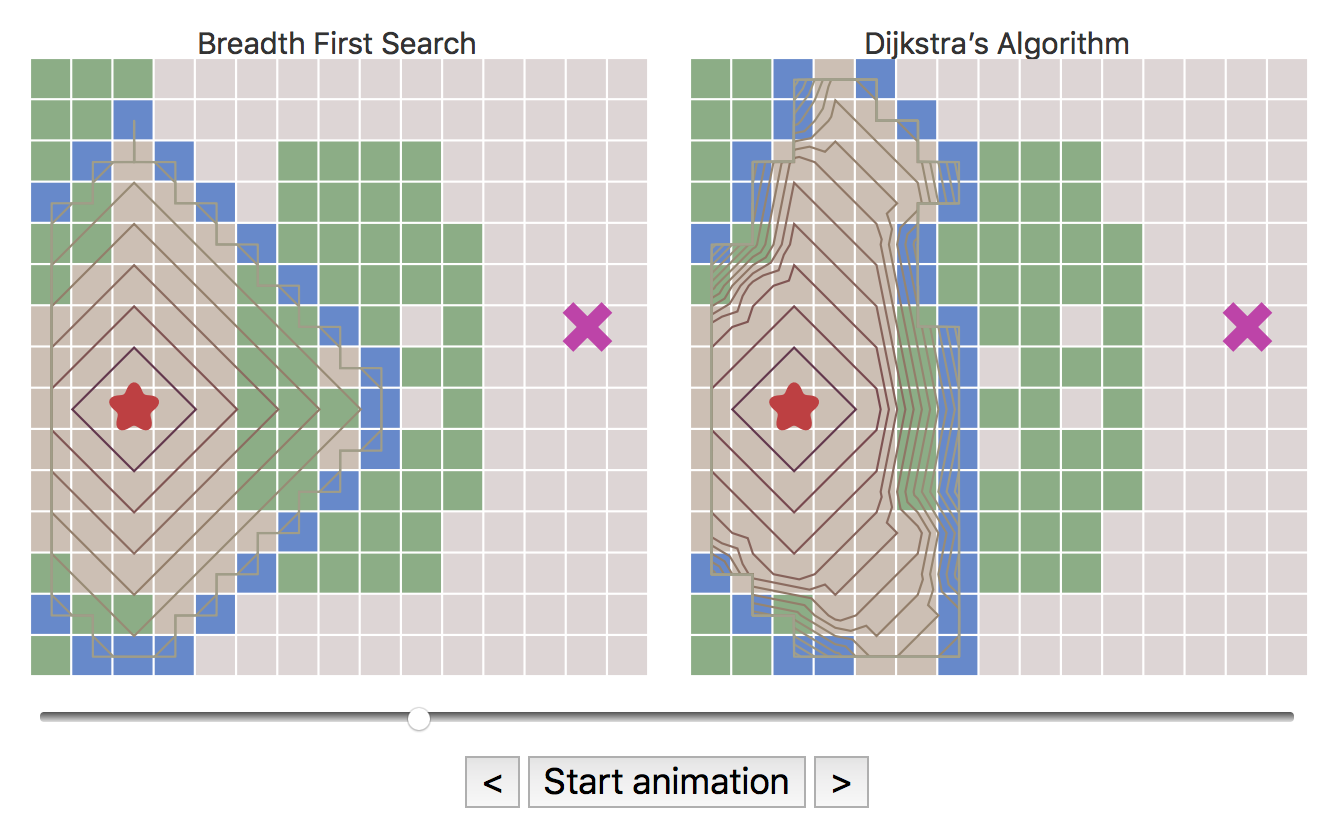 Breadth First Search
Dijkstra’s Algorithm
< Start animation >